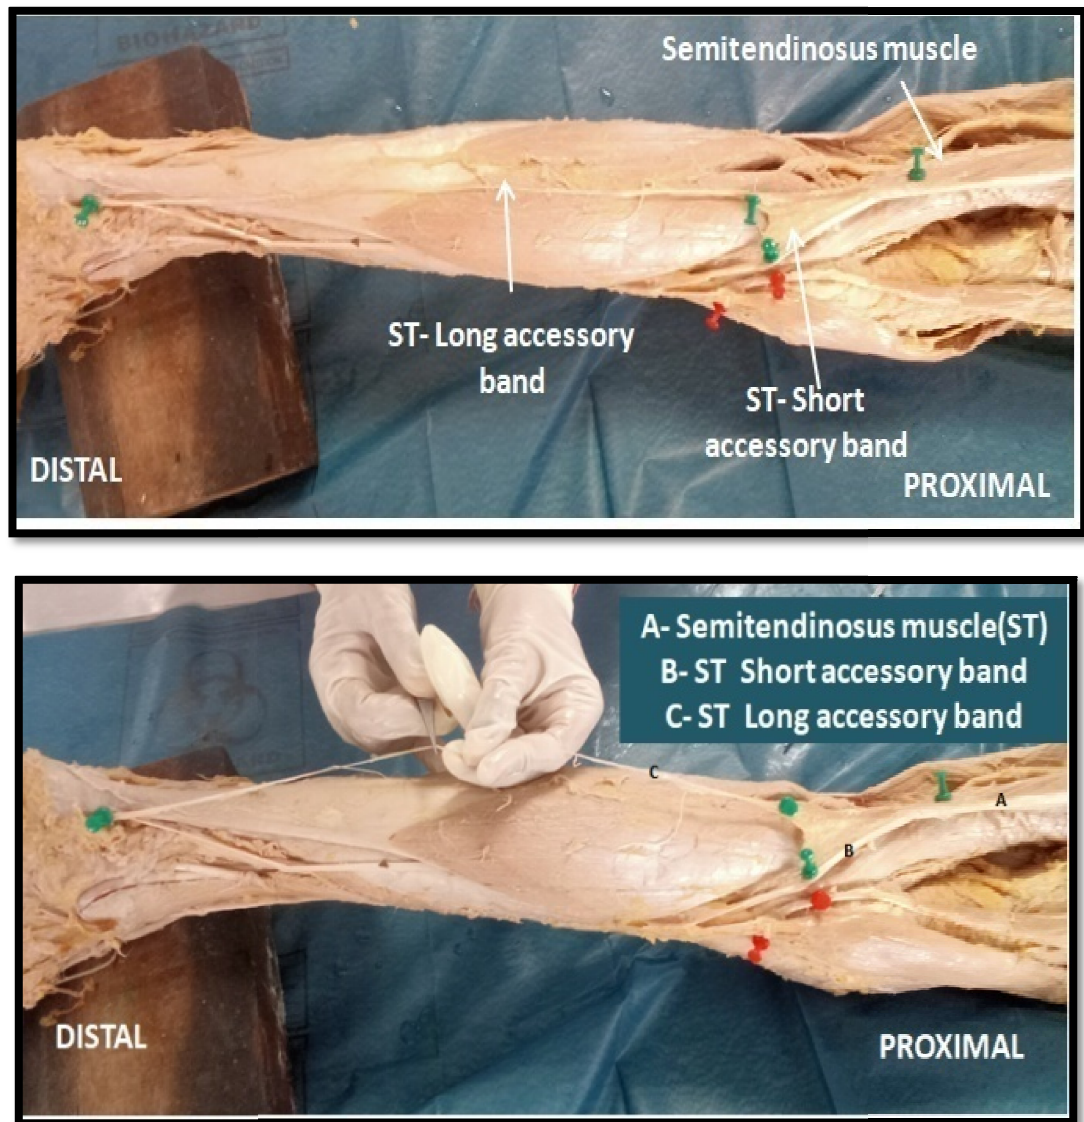 BIOHAZARD
Semitendinosus muscle
ST- Long accessory
band
ST- Short
accessory band
DISTAL
PROXIMAL
A- Semitendinosus muscle(ST)
B- ST Short accessory band
C- ST Long accessory band
C
A
B
DISTAL
PROXIMAL